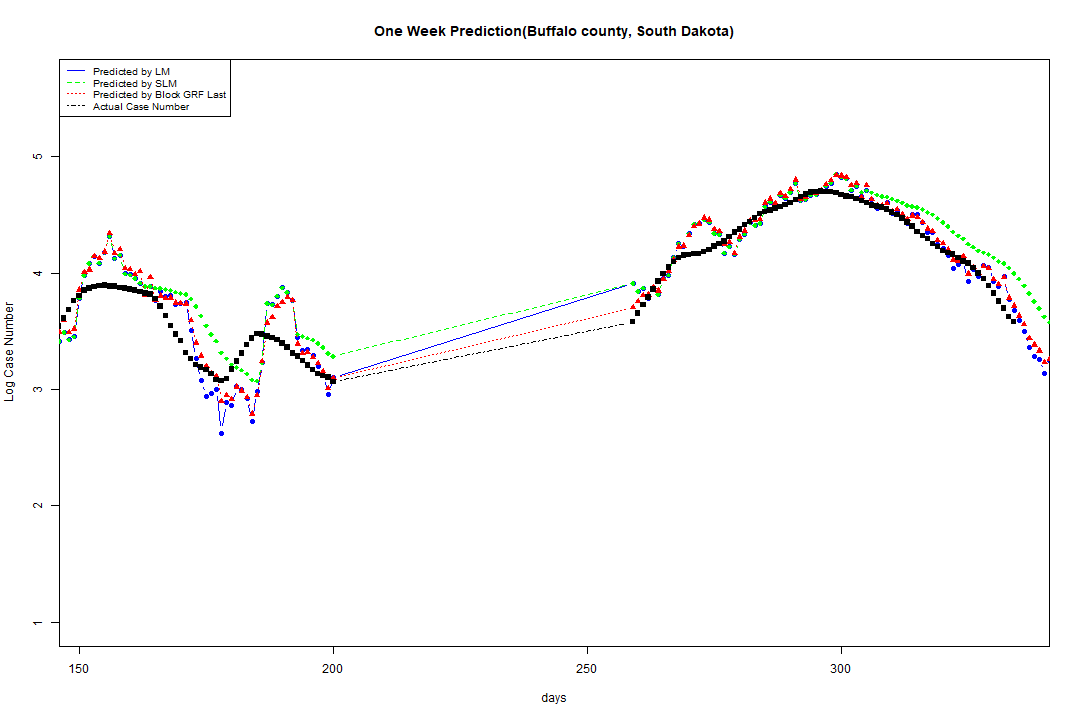 One Week Prediction(Buffalo county, South Dakota)
Predicted by LM
Predicted by SLM
Predicted by Block GRF Last
Actual Case Number
Log Case Number
5
4
3
2
1
150 200 250 300
days